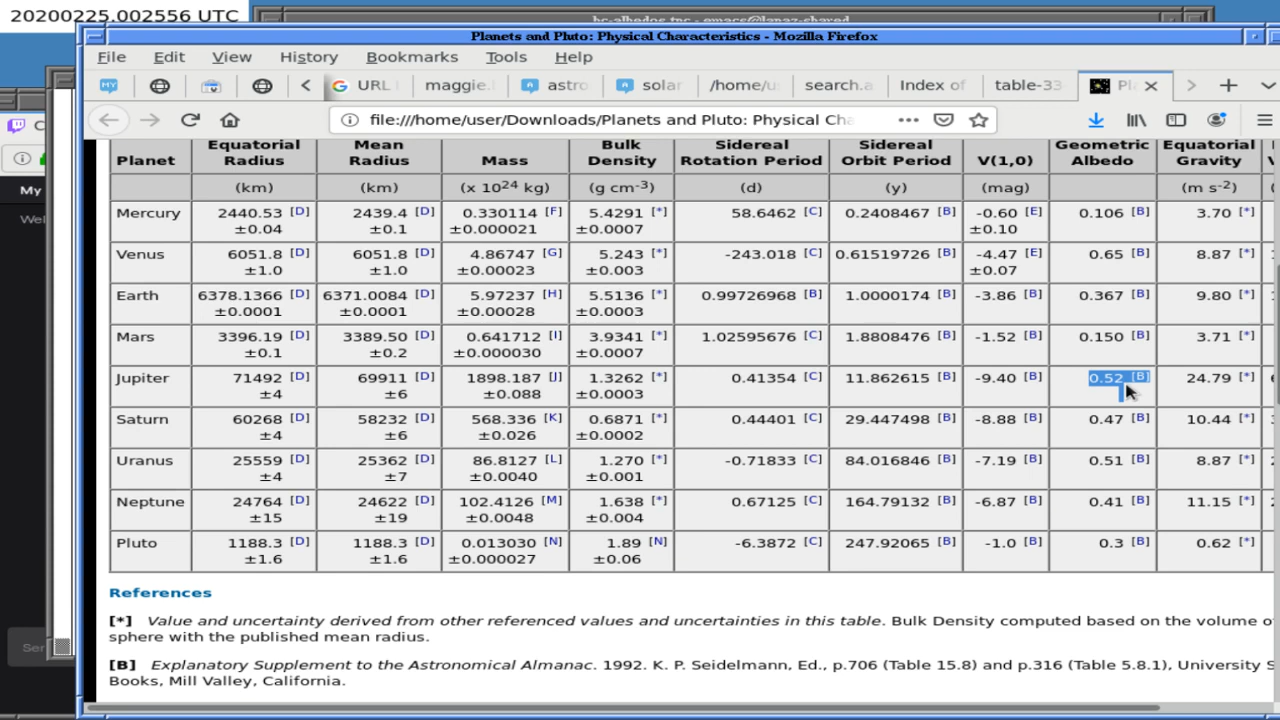 20200225.002556 UTC
bc-albedos.tpc - emacs@lapaz-shared
Planets and Pluto: Physical Characteristics - Mozilla Firefox
File Edit View History Bookmarks Tools Help
URL maggie. astro solar /home/u search.a Index of table-33 Pl
file:///home/user/Downloads/Planets and Pluto: Physical Cha
My
Wel
Planet Equatorial Radius Mean Radius Mass Bulk Density Sidereal Rotation Period Sidereal Orbit Period V(1,0) Geometric Albedo Equatorial Gravity
(km) (km) (x 10²⁴ kg) (g cm⁻³) (d) (y) (mag) (m s⁻²)
Mercury 2440.53 [D] 2439.4 [D] 0.330114 [F] 5.4291 [*] 58.6462 [C] 0.2408467 [B] -0.60 [E] 0.106 [B] 3.70 [*]
±0.04 ±0.1 ±0.000021 ±0.0007 ±0.10
Venus 6051.8 [D] 6051.8 [D] 4.86747 [G] 5.243 [*] -243.018 [C] 0.61519726 [B] -4.47 [E] 0.65 [B] 8.87 [*]
±1.0 ±1.0 ±0.00023 ±0.003 ±0.07
Earth 6378.1366 [D] 6371.0084 [D] 5.97237 [H] 5.5136 [*] 0.99726968 [B] 1.0000174 [B] -3.86 [B] 0.367 [B] 9.80 [*]
±0.0001 ±0.0001 ±0.00028 ±0.0003
Mars 3396.19 [D] 3389.50 [D] 0.641712 [I] 3.9341 [*] 1.02595676 [C] 1.8808476 [B] -1.52 [B] 0.150 [B] 3.71 [*]
±0.1 ±0.2 ±0.000030 ±0.0007
Jupiter 71492 [D] 69911 [D] 1898.187 [J] 1.3262 [*] 0.41354 [C] 11.862615 [B] -9.40 [B] 0.52 [B] 24.79 [*]
±4 ±6 ±0.088 ±0.0003
Saturn 60268 [D] 58232 [D] 568.336 [K] 0.6871 [*] 0.44401 [C] 29.447498 [B] -8.88 [B] 0.47 [B] 10.44 [*]
±4 ±6 ±0.026 ±0.0002
Uranus 25559 [D] 25362 [D] 86.8127 [L] 1.270 [*] -0.71833 [C] 84.016846 [B] -7.19 [B] 0.51 [B] 8.87 [*]
±4 ±7 ±0.0040 ±0.001
Neptune 24764 [D] 24622 [D] 102.4126 [M] 1.638 [*] 0.67125 [C] 164.79132 [B] -6.87 [B] 0.41 [B] 11.15 [*]
±15 ±19 ±0.0048 ±0.004
Pluto 1188.3 [D] 1188.3 [D] 0.013030 [N] 1.89 [N] -6.3872 [C] 247.92065 [B] -1.0 [B] 0.3 [B] 0.62 [*]
±1.6 ±1.6 ±0.000027 ±0.06
References
[*] Value and uncertainty derived from other referenced values and uncertainties in this table. Bulk Density computed based on the volume o
sphere with the published mean radius.
[B] Explanatory Supplement to the Astronomical Almanac. 1992. K. P. Seidelmann, Ed., p.706 (Table 15.8) and p.316 (Table 5.8.1), University S
Books, Mill Valley, California.
Ser